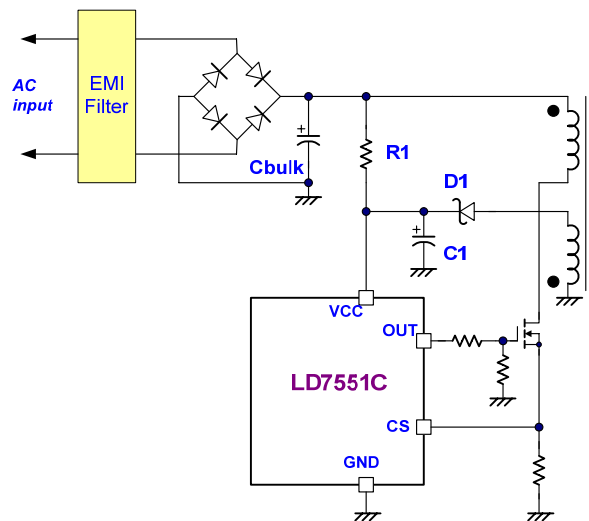 AC
input
EMI
Filter
Cbulk
+
R1
D1
+
C1
VCC
OUT
LD7551C
CS
GND